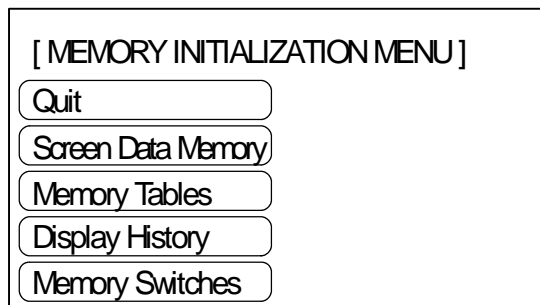 [ MEMORY INITIALIZATION MENU ]
Quit
Screen Data Memory
Memory Tables
Display History
Memory Switches